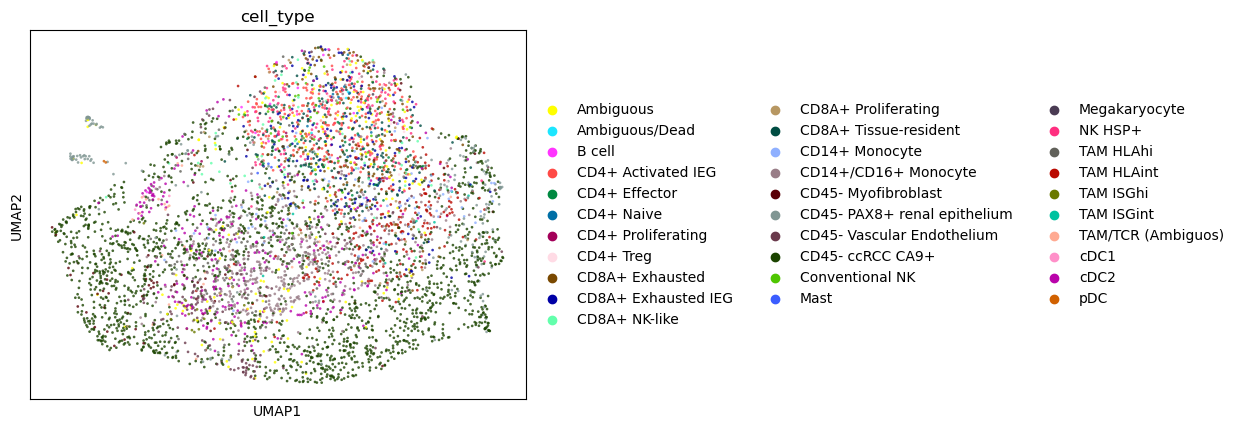 cell_type
UMAP2
UMAP1
Ambiguous
Ambiguous/Dead
B cell
CD4+ Activated IEG
CD4+ Effector
CD4+ Naive
CD4+ Proliferating
CD4+ Treg
CD8A+ Exhausted
CD8A+ Exhausted IEG
CD8A+ NK-like
CD8A+ Proliferating
CD8A+ Tissue-resident
CD14+ Monocyte
CD14+/CD16+ Monocyte
CD45- Myofibroblast
CD45- PAX8+ renal epithelium
CD45- Vascular Endothelium
CD45- ccRCC CA9+
Conventional NK
Mast
Megakaryocyte
NK HSP+
TAM HLAhi
TAM HLAint
TAM ISGhi
TAM ISGint
TAM/TCR (Ambiguos)
cDC1
cDC2
pDC